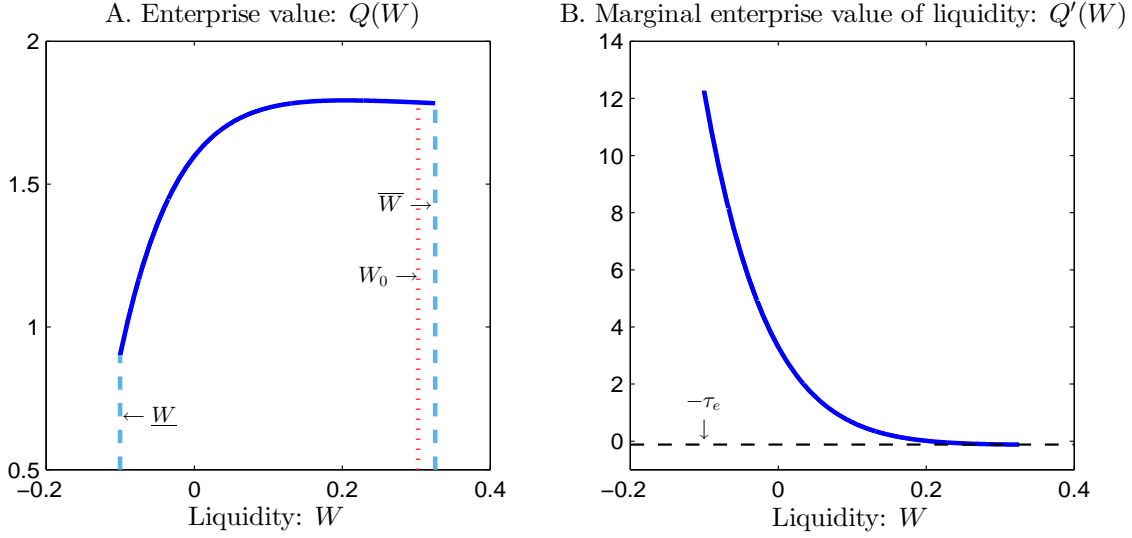 A. Enterprise value: Q(W)
2
1.5
1
0.5
−0.2
0
0.2
0.4
W̅ →
W₀ →
← W̲
Liquidity: W
B. Marginal enterprise value of liquidity: Q′(W)
14
12
10
8
6
4
2
0
−2
−0.2
0
0.2
0.4
−τₑ
↓
Liquidity: W